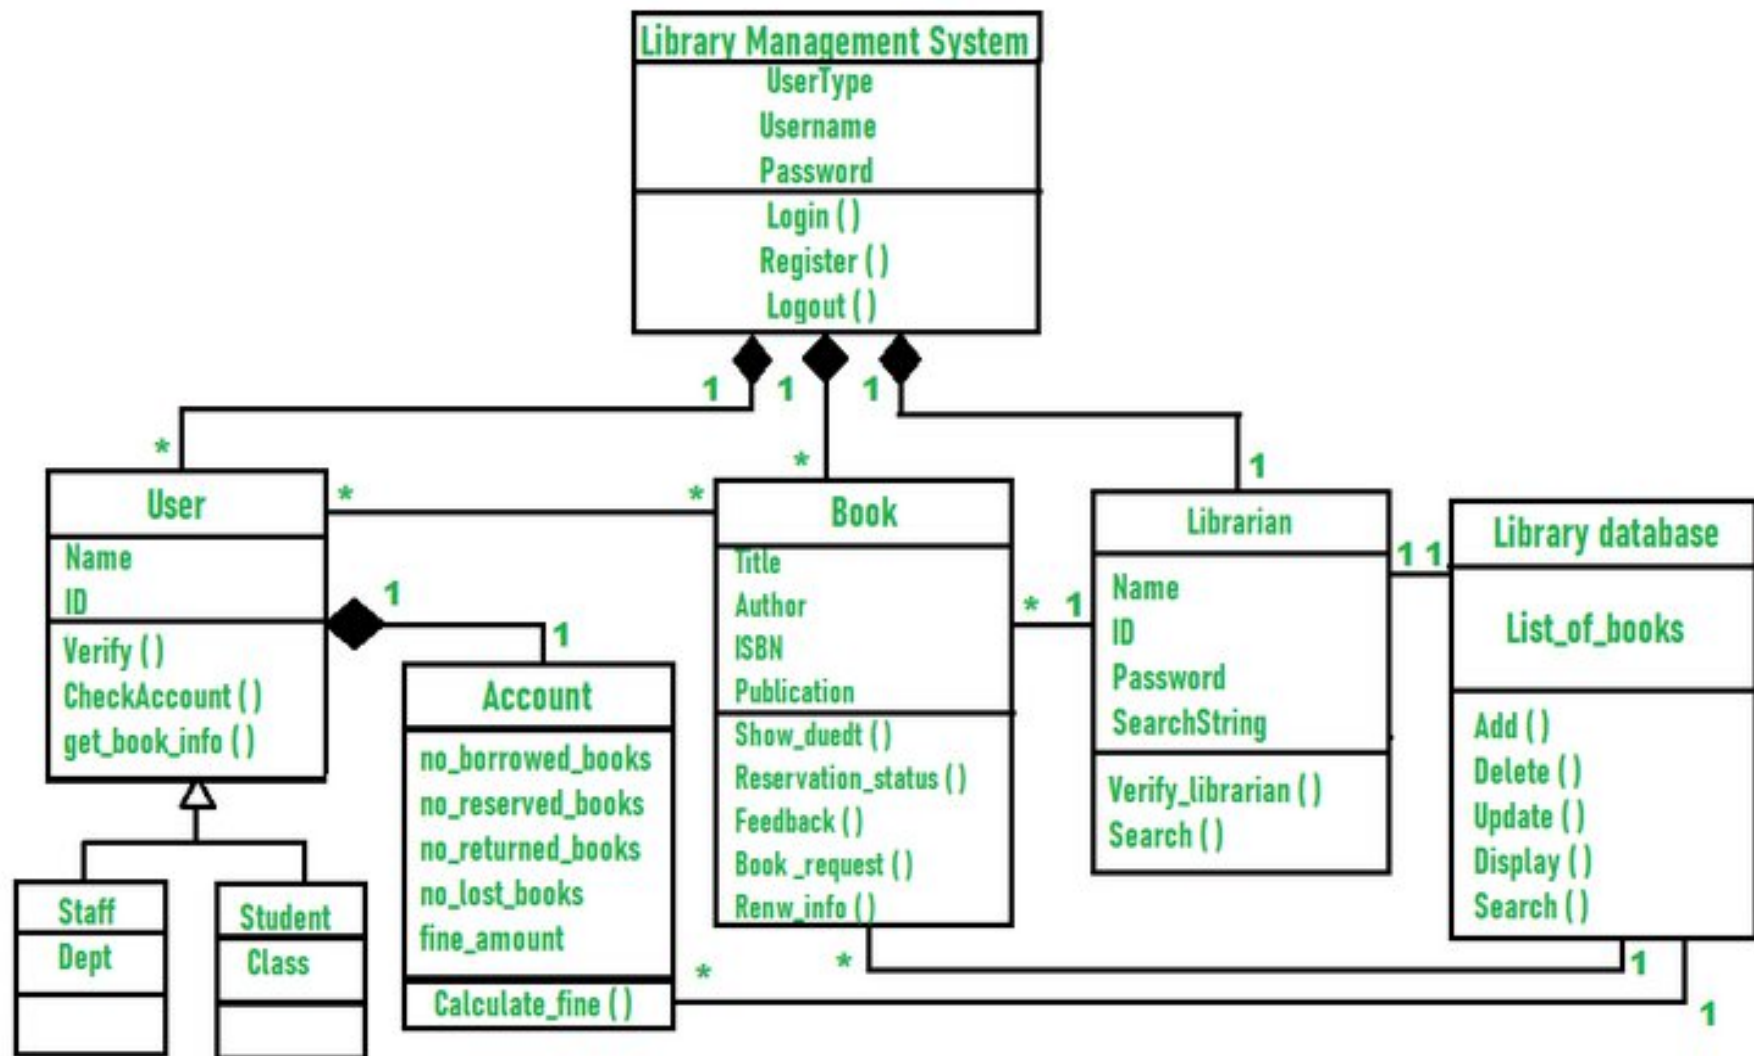 Library Management System
UserType
Username
Password
Login ( )
Register ( )
Logout ( )
1
1
1
*
*
1
User
Name
ID
Verify ( )
CheckAccount ( )
get_book_info ( )
*
*
1
1
Staff
Dept
Student
Class
Account
no_borrowed_books
no_reserved_books
no_returned_books
no_lost_books
fine_amount
Calculate_fine ( )
Book
Title
Author
ISBN
Publication
Show_duedt ( )
Reservation_status ( )
Feedback ( )
Book _request ( )
Renw_info ( )
* 1
Librarian
Name
ID
Password
SearchString
Verify_librarian ( )
Search ( )
1 1
Library database
List_of_books
Add ( )
Delete ( )
Update ( )
Display ( )
Search ( )
*
1
*
1